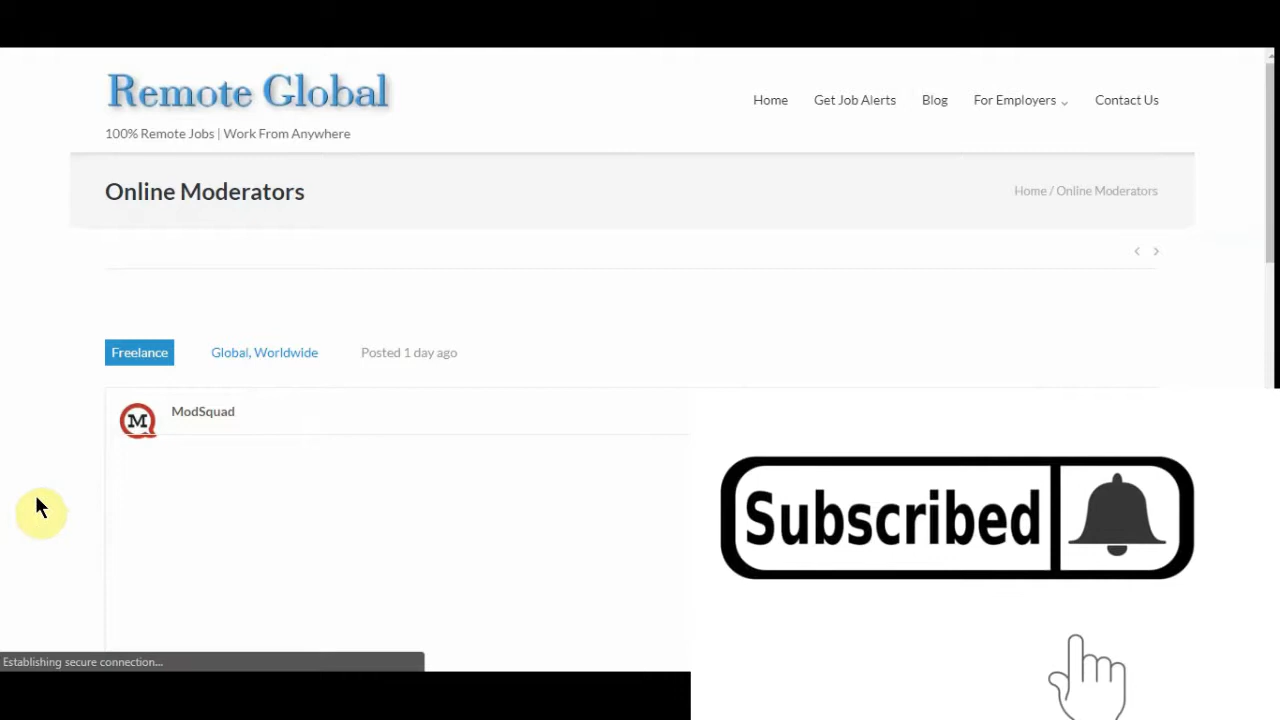 Remote Global
100% Remote Jobs | Work From Anywhere
Home Get Job Alerts Blog For Employers Contact Us
Online Moderators
Home / Online Moderators
Freelance Global, Worldwide Posted 1 day ago
M ModSquad
Subscribed
Establishing secure connection...